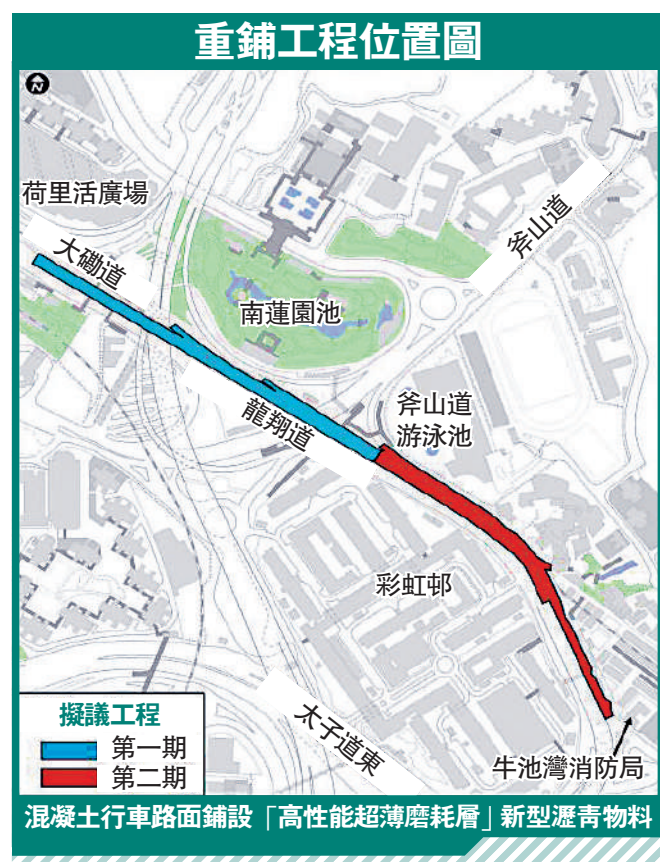 重鋪工程位置圖
N
荷里活廣場
大磡道
斧山道
南蓮園池
龍翔道
斧山道
游泳池
彩虹邨
太子道東
牛池灣消防局
擬議工程
第一期
第二期
混凝土行車路面鋪設「高性能超薄磨耗層」新型瀝青物料